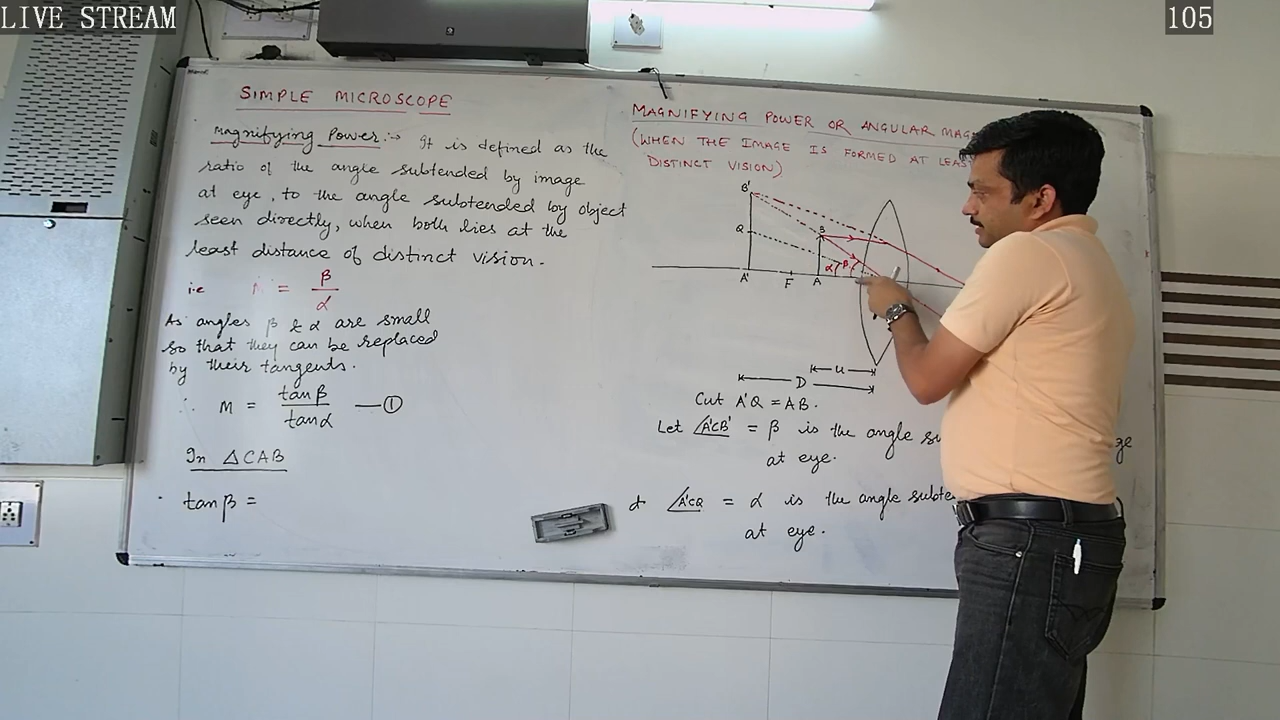 LIVE STREAM
105
SIMPLE MICROSCOPE
Magnifying Power :- It is defined as the
ratio of the angle subtended by image
at eye, to the angle subtended by object
seen directly, when both lies at the
least distance of distinct vision.
i.e M = β/α
As angles β & α are small
so that they can be replaced
by their tangents.
∴ M = tanβ/tanα —①
In △CAB
tanβ =
MAGNIFYING POWER OR ANGULAR MAG
(WHEN THE IMAGE IS FORMED AT LEAS
DISTINCT VISION)
B'
Q
B
α β
A' F A
u
D
Cut A'Q = AB.
Let ∠A'CB' = β is the angle su ge
at eye.
& ∠A'CQ = α is the angle subte
at eye.